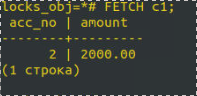 locks_obj=*# FETCH c1;
acc_no | amount
--------+---------
2 | 2000.00
(1 строка)